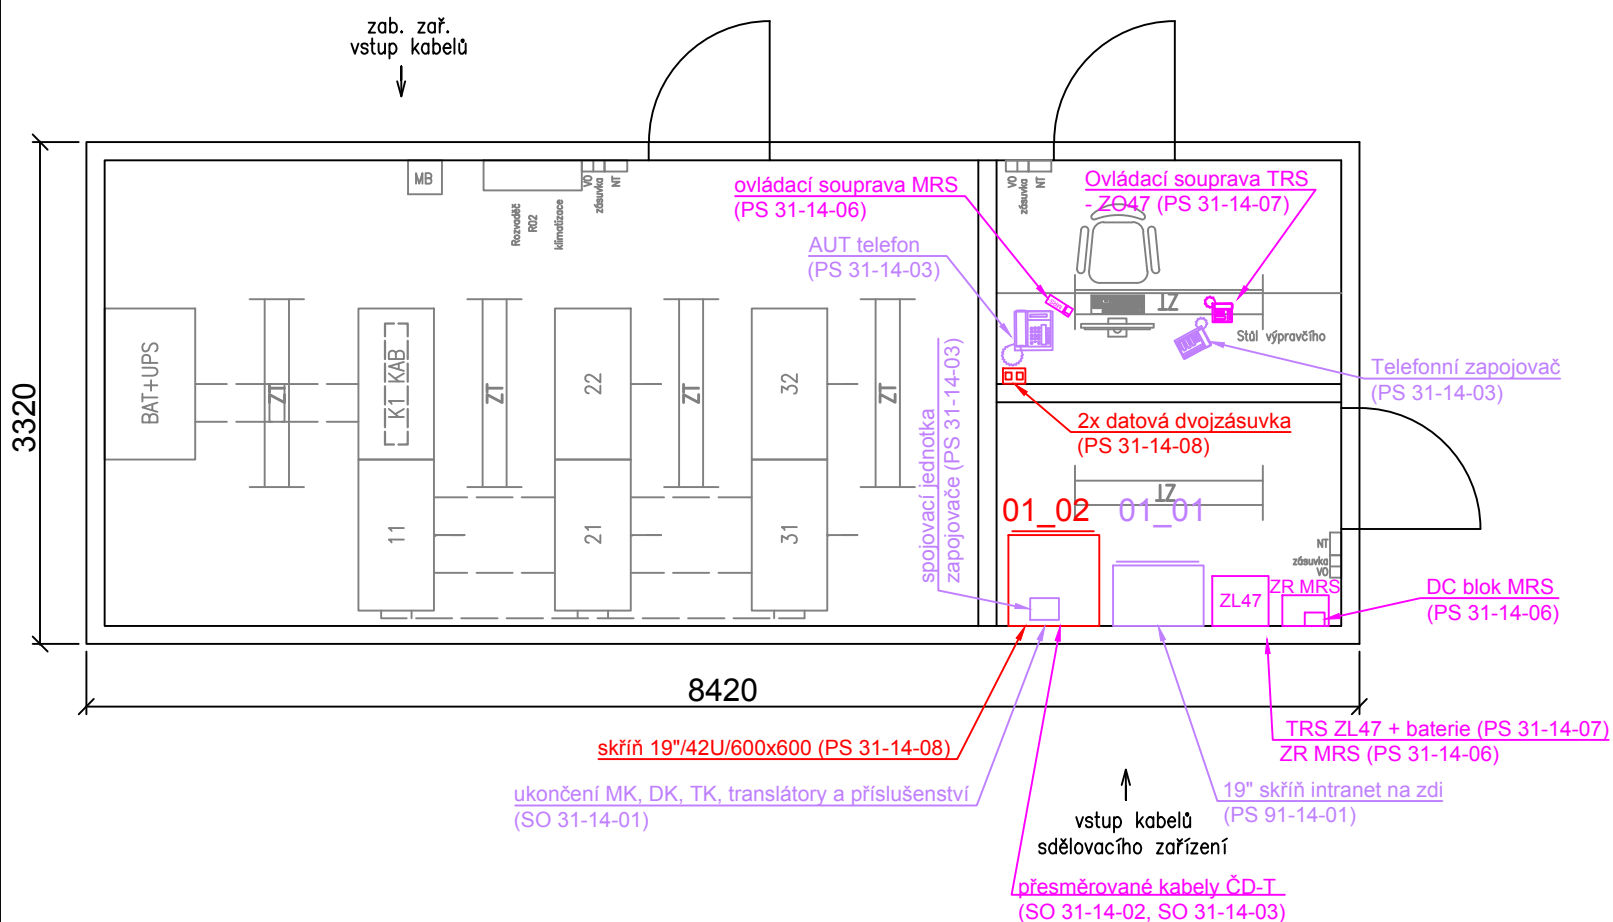 zab. zař.
vstup kabelů
MB
Rozvaděč
R02
klimatizace
VO
zásuvka
NT
VO
zásuvka
NT
ovládací souprava MRS
(PS 31-14-06)
Ovládací souprava TRS
- ZO47 (PS 31-14-07)
AUT telefon
(PS 31-14-03)
ZT
Stůl výpravčího
Telefonní zapojovač
(PS 31-14-03)
2x datová dvojzásuvka
(PS 31-14-08)
spojovací jednotka
zapojovače (PS 31-14-03)
BAT+UPS
ZT
K1 KAB
ZT
22
ZT
32
ZT
11
21
31
3320
ZT
01_02
01_01
NT
zásuvka
VO
ZL47
ZR MRS
DC blok MRS
(PS 31-14-06)
8420
skříň 19"/42U/600x600 (PS 31-14-08)
TRS ZL47 + baterie (PS 31-14-07)
ZR MRS (PS 31-14-06)
ukončení MK, DK, TK, translátory a příslušenství
(SO 31-14-01)
19" skříň intranet na zdi
(PS 91-14-01)
vstup kabelů
sdělovacího zařízení
přesměrované kabely ČD-T
(SO 31-14-02, SO 31-14-03)